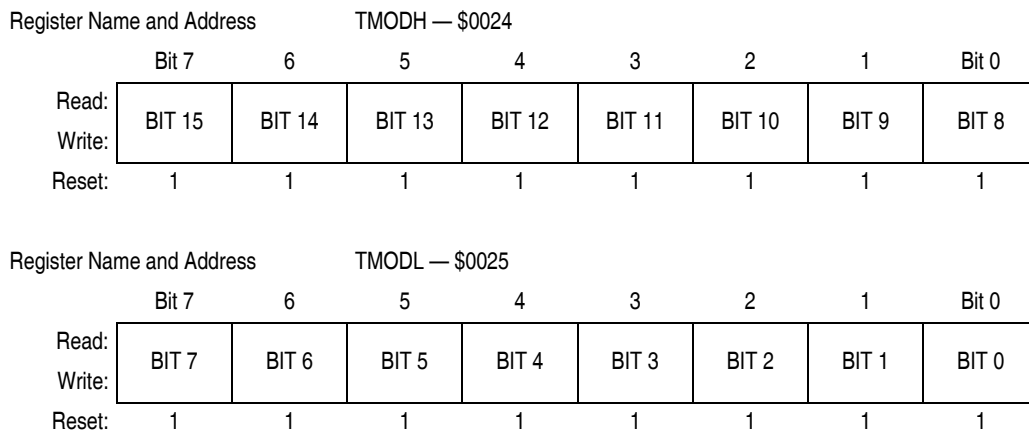 Register Name and Address TMODH — $0024
Bit 7 6 5 4 3 2 1 Bit 0
Read:
BIT 15 BIT 14 BIT 13 BIT 12 BIT 11 BIT 10 BIT 9 BIT 8
Write:
Reset: 1 1 1 1 1 1 1 1
Register Name and Address TMODL — $0025
Bit 7 6 5 4 3 2 1 Bit 0
Read:
BIT 7 BIT 6 BIT 5 BIT 4 BIT 3 BIT 2 BIT 1 BIT 0
Write:
Reset: 1 1 1 1 1 1 1 1